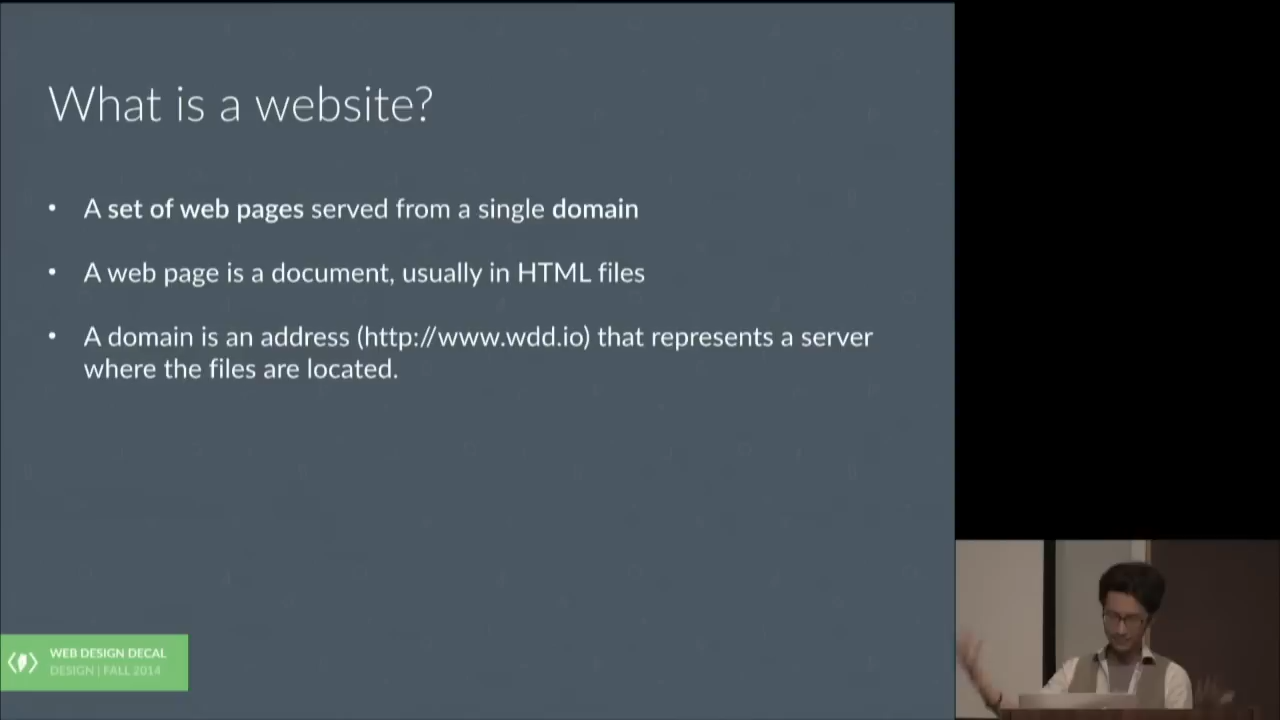 What is a website?
• A set of web pages served from a single domain
• A web page is a document, usually in HTML files
• A domain is an address (http://www.wdd.io) that represents a server
where the files are located.
WEB DESIGN DECAL
DESIGN | FALL 2014